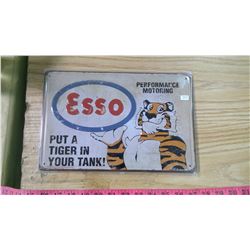 PERFORMANCE
MOTORING
Esso
PUT A
TIGER IN
YOUR TANK!